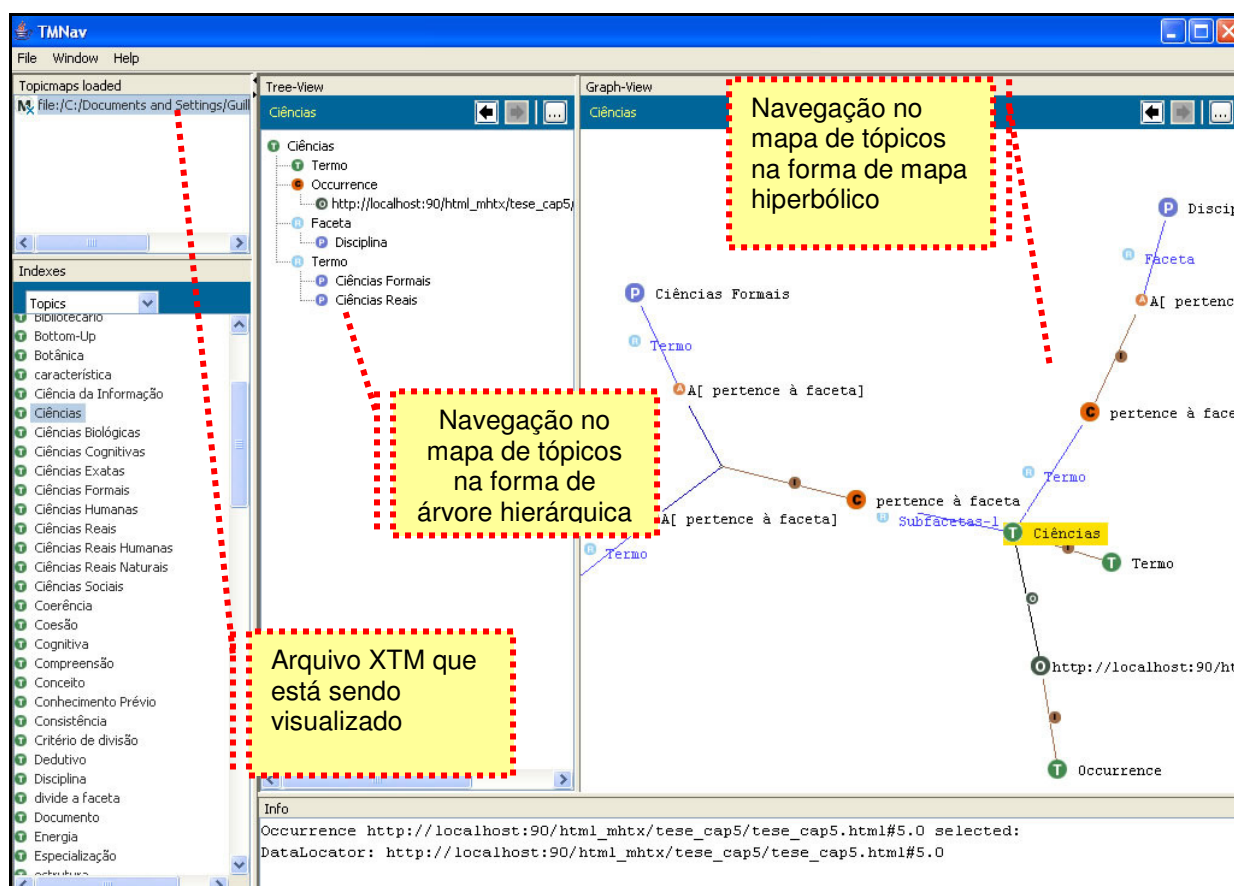 TMNav
File Window Help
Topicmaps loaded
file:/C:/Documents and Settings/Guill
Indexes
Topics
Bibliotecário
Bottom-Up
Botânica
característica
Ciência da Informação
Ciências
Ciências Biológicas
Ciências Cognitivas
Ciências Exatas
Ciências Formais
Ciências Humanas
Ciências Reais
Ciências Reais Humanas
Ciências Reais Naturais
Ciências Sociais
Coerência
Coesão
Cognitiva
Compreensão
Conceito
Conhecimento Prévio
Consistência
Critério de divisão
Dedutivo
Disciplina
divide a faceta
Documento
Energia
Especialização
estrutura
Tree-View
Ciências
...
T Ciências
T Termo
C Occurrence
O http://localhost:90/html_mhtx/tese_cap5/
R Faceta
P Disciplina
R Termo
P Ciências Formais
P Ciências Reais
Graph-View
Ciências
...
Navegação no
mapa de tópicos
na forma de mapa
hiperbólico
P Discip
R Faceta
A A[ pertenc
I
C pertence à face
R Termo
P Ciências Formais
R Termo
A A[ pertence à faceta]
I
C pertence à faceta
R Subfacetas-1
A[ pertence à faceta]
R Termo
T Ciências
I
T Termo
O
O http://localhost:90/ht
I
T Occurrence
Navegação no
mapa de tópicos
na forma de
árvore hierárquica
Arquivo XTM que
está sendo
visualizado
Info
Occurrence http://localhost:90/html_mhtx/tese_cap5/tese_cap5.html#5.0 selected:
DataLocator: http://localhost:90/html_mhtx/tese_cap5/tese_cap5.html#5.0